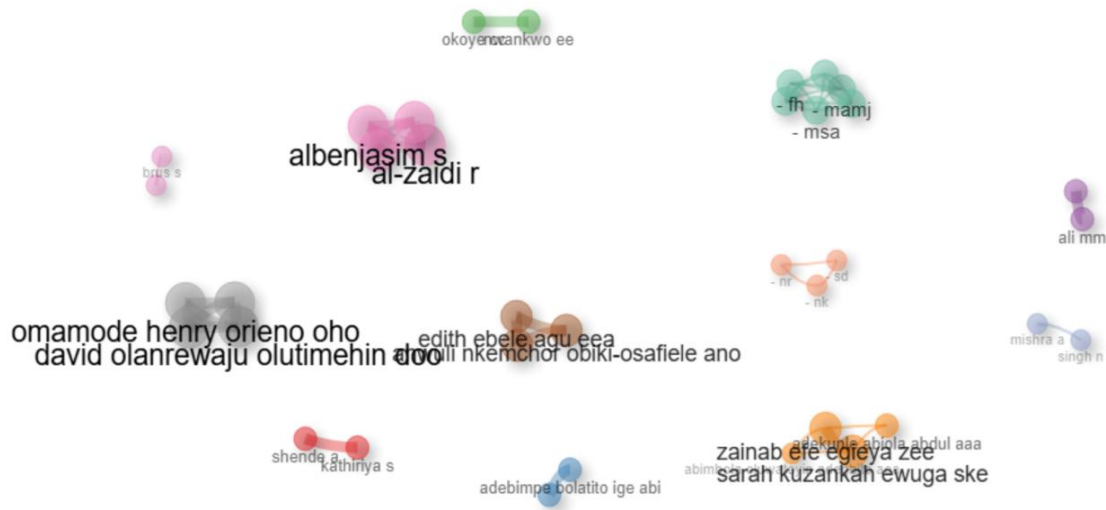 okoye cc nwankwo ee
- fh - mamj
- msa
albenjasim s
al-zaidi r
brus s
ali mm
- nr - sd
- nk
omamode henry orieno oho
david olanrewaju olutimehin doo
edith ebele agu eea
nkemchor obiki-osafiele ano
mishra a
singh n
shende a
kathiriya s
adekunle abiola abdul aaa
zainab efe egieya zee
sarah kuzankah ewuga ske
adebimpe bolatito ige abi